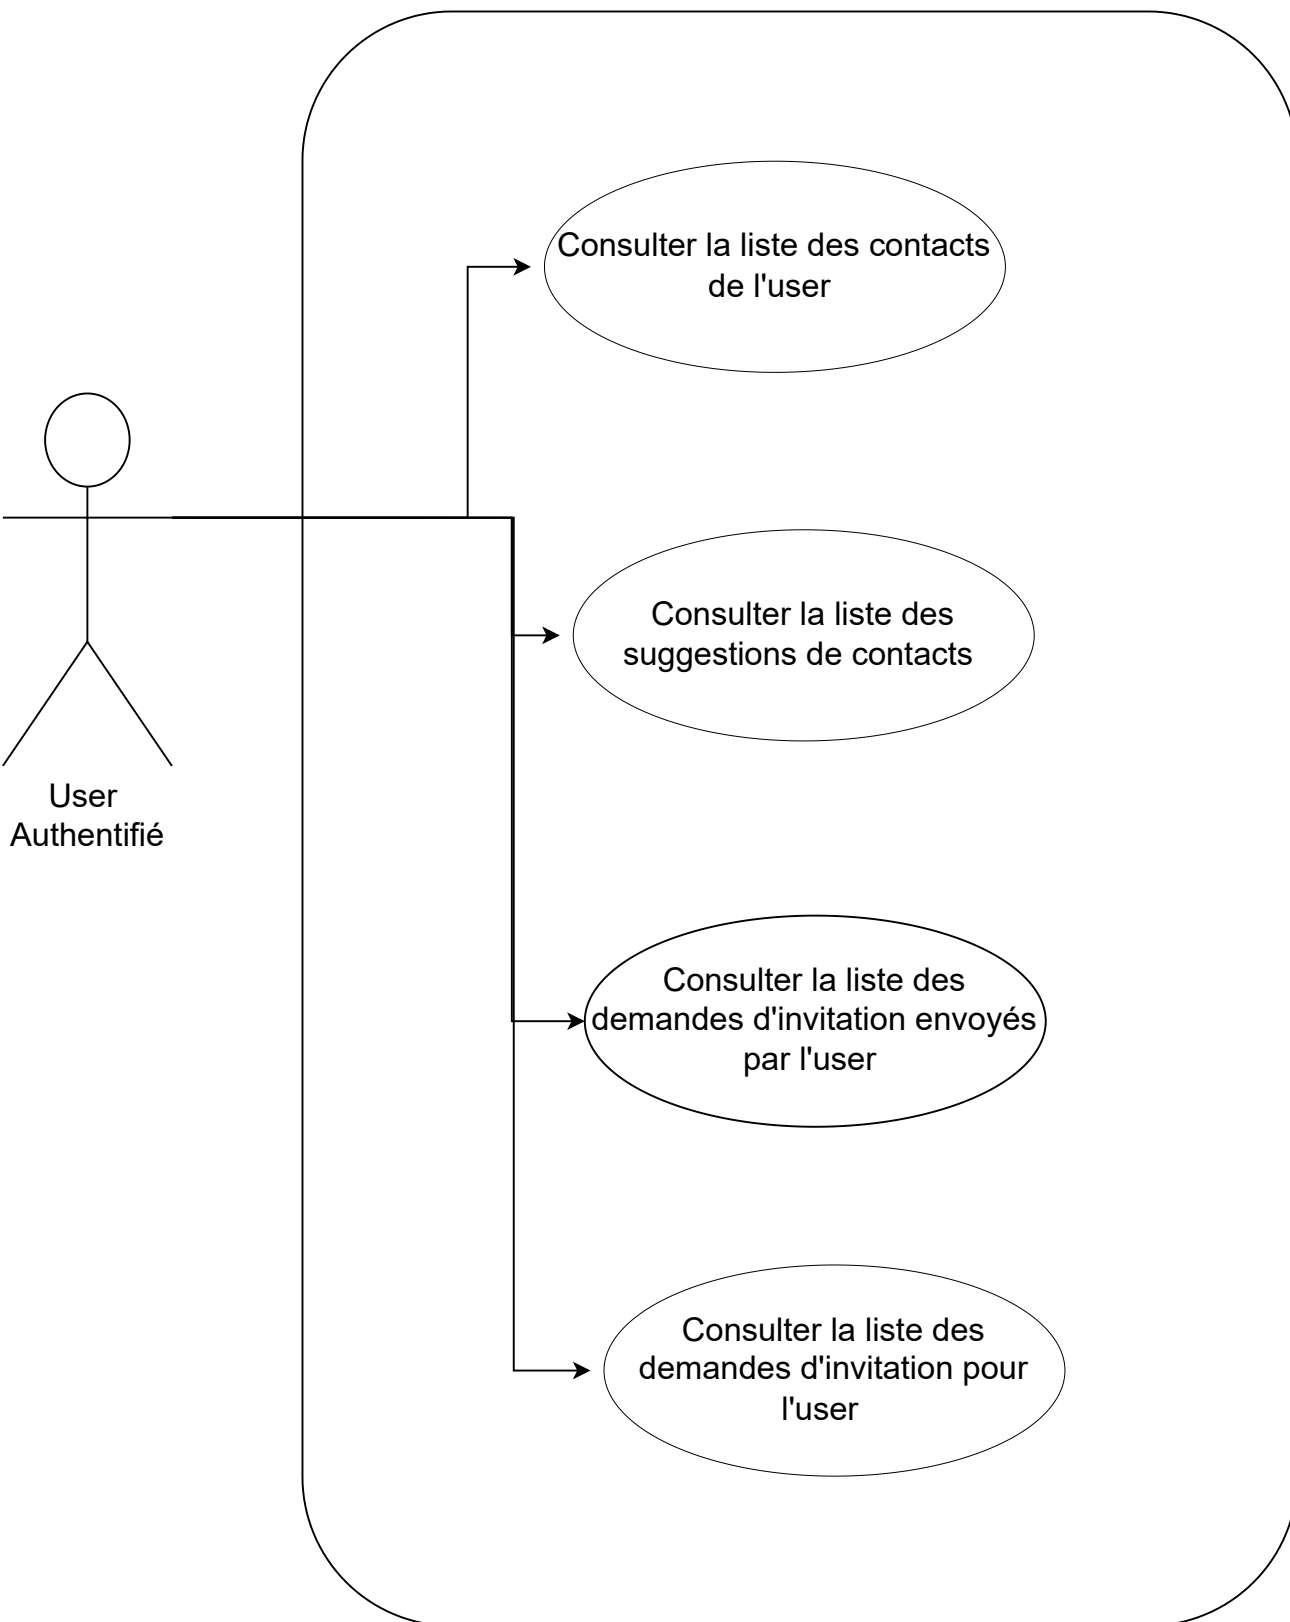 Consulter la liste des contacts
de l'user
Consulter la liste des
suggestions de contacts
User
Authentifié
Consulter la liste des
demandes d'invitation envoyés
par l'user
Consulter la liste des
demandes d'invitation pour
l'user